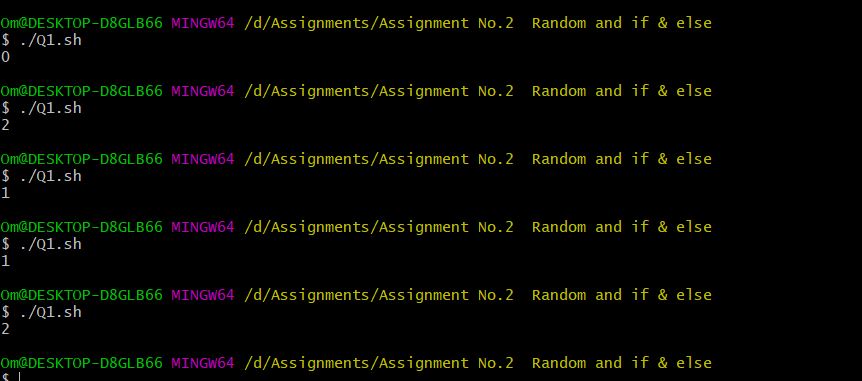 Om@DESKTOP-D8GLB66 MINGW64 /d/Assignments/Assignment No.2  Random and if & else
$ ./Q1.sh
0
Om@DESKTOP-D8GLB66 MINGW64 /d/Assignments/Assignment No.2  Random and if & else
$ ./Q1.sh
2
Om@DESKTOP-D8GLB66 MINGW64 /d/Assignments/Assignment No.2  Random and if & else
$ ./Q1.sh
1
Om@DESKTOP-D8GLB66 MINGW64 /d/Assignments/Assignment No.2  Random and if & else
$ ./Q1.sh
1
Om@DESKTOP-D8GLB66 MINGW64 /d/Assignments/Assignment No.2  Random and if & else
$ ./Q1.sh
2
Om@DESKTOP-D8GLB66 MINGW64 /d/Assignments/Assignment No.2  Random and if & else
$